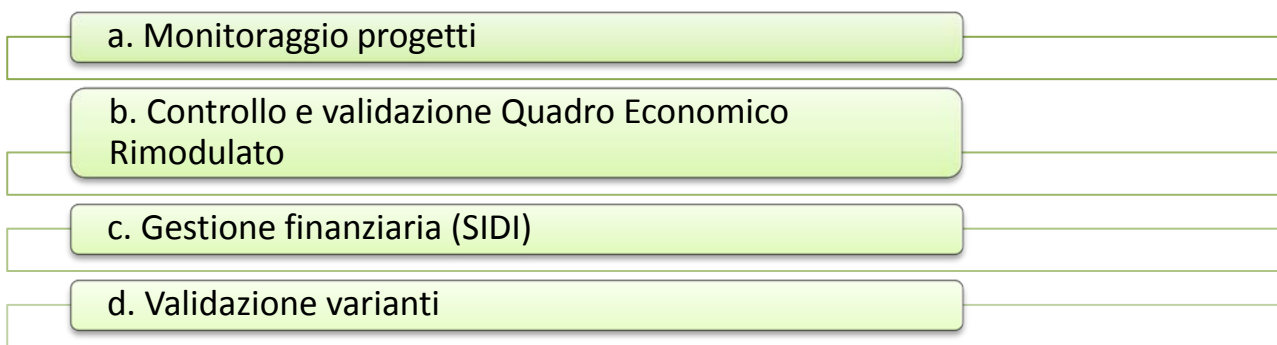 a. Monitoraggio progetti
b. Controllo e validazione Quadro Economico
Rimodulato
c. Gestione finanziaria (SIDI)
d. Validazione varianti